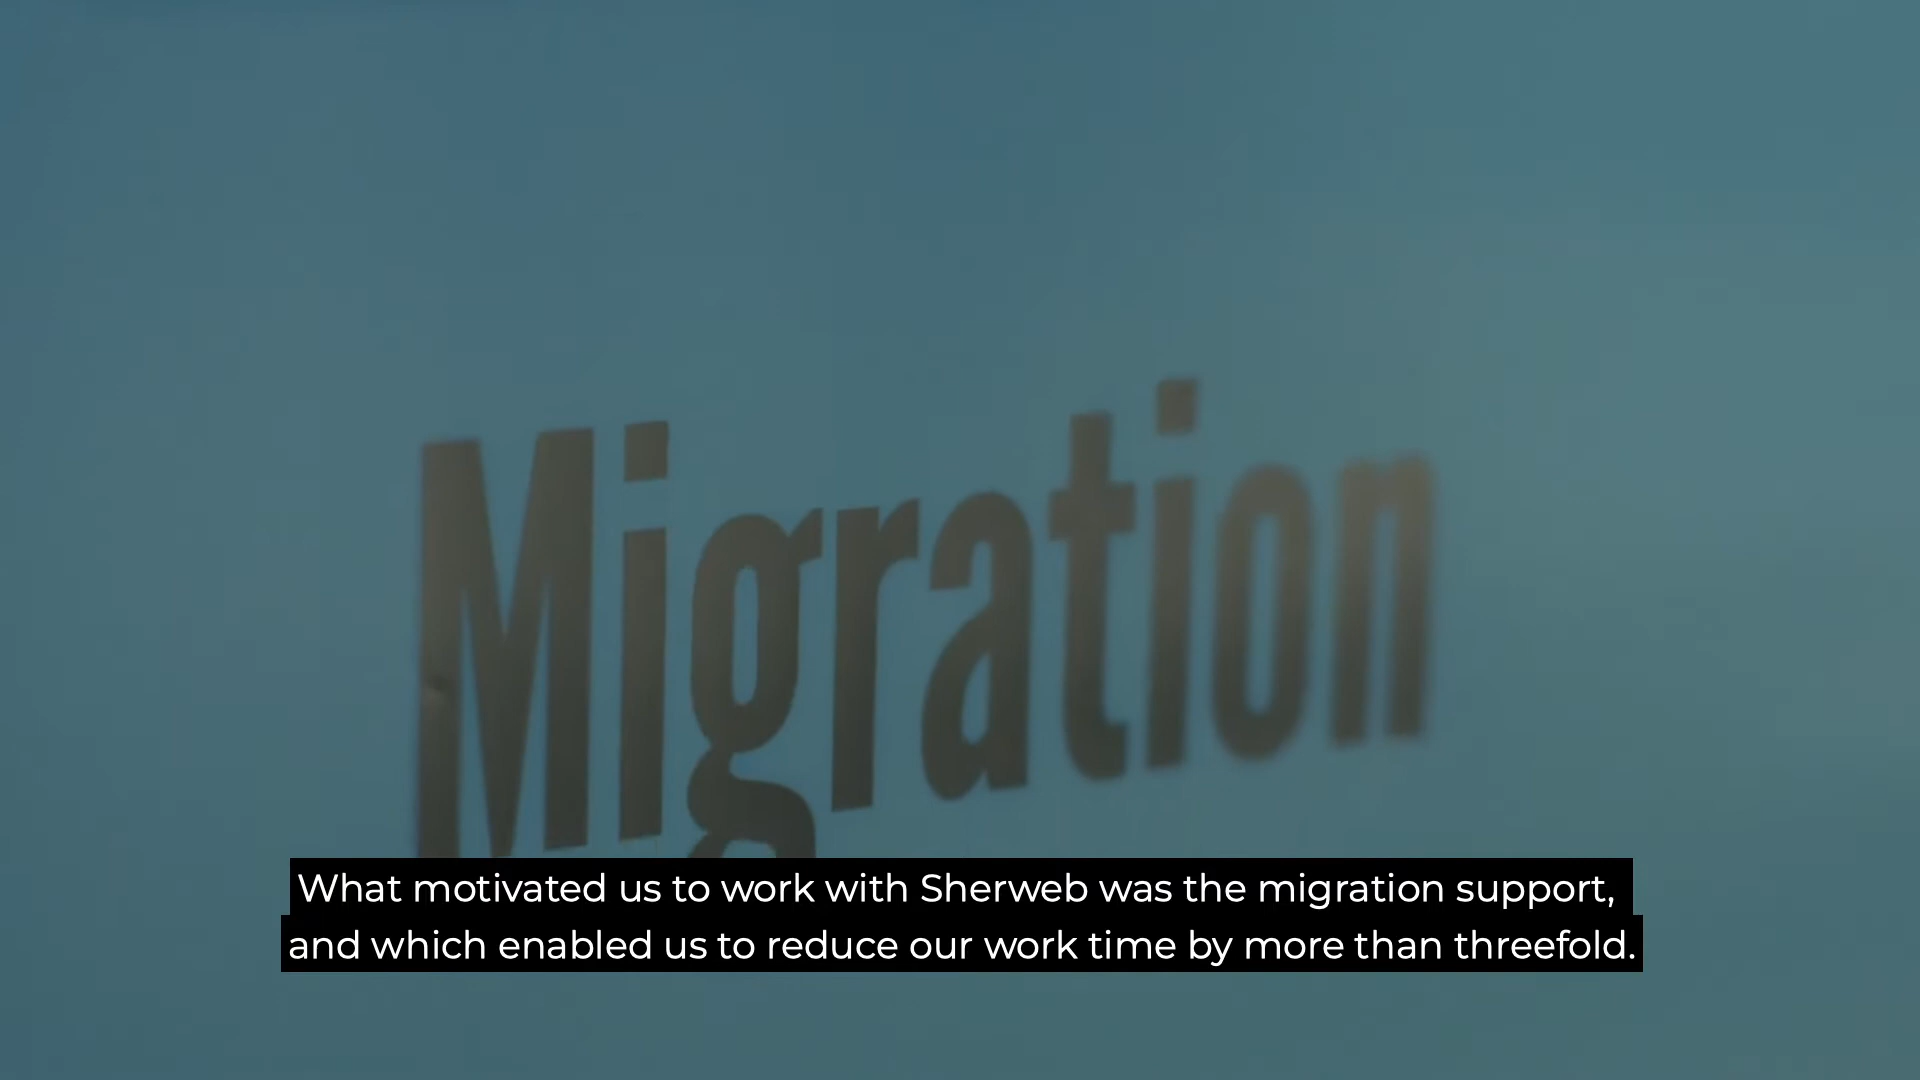 Migration
What motivated us to work with Sherweb was the migration support,
and which enabled us to reduce our work time by more than threefold.